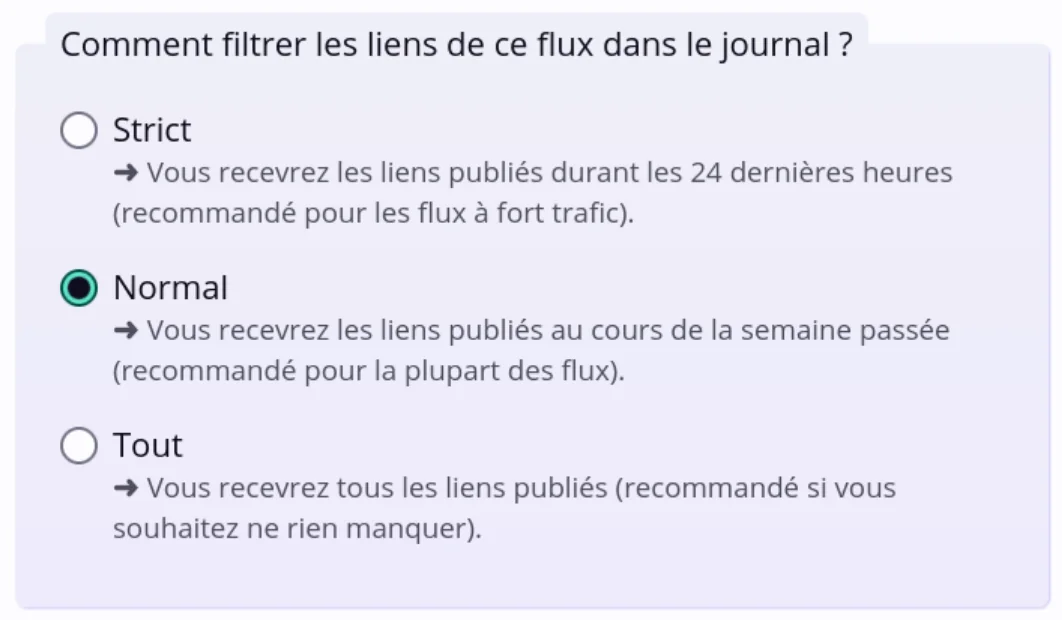 Comment filtrer les liens de ce flux dans le journal ?
Strict
➜ Vous recevrez les liens publiés durant les 24 dernières heures
(recommandé pour les flux à fort trafic).
Normal
➜ Vous recevrez les liens publiés au cours de la semaine passée
(recommandé pour la plupart des flux).
Tout
➜ Vous recevrez tous les liens publiés (recommandé si vous
souhaitez ne rien manquer).